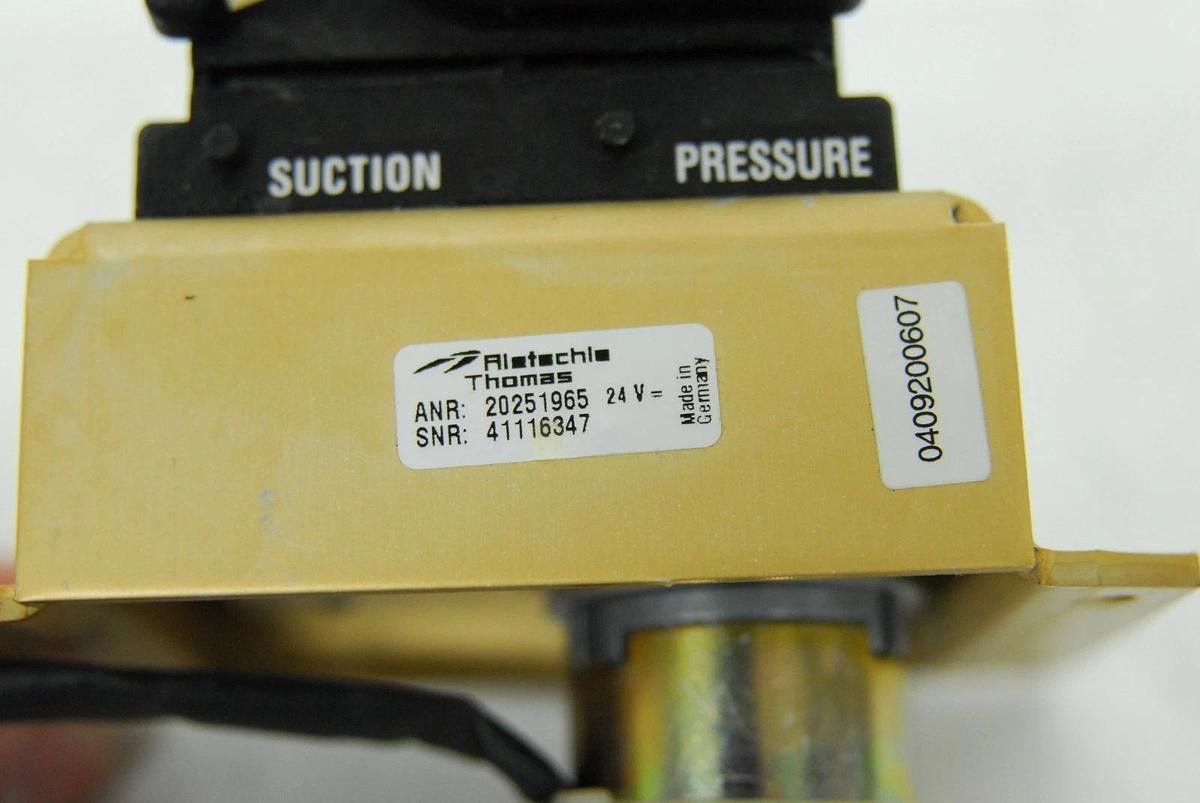 SUCTION PRESSURE
Rietschle
Thomas
ANR: 20251965 24 V =
SNR: 41116347
Made in
Germany
0409200607